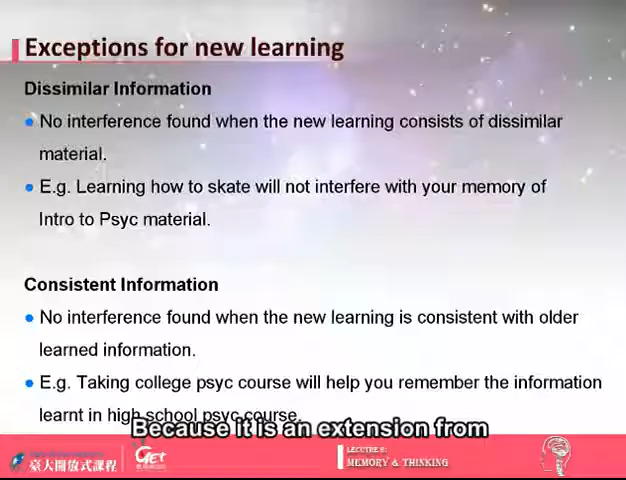 Exceptions for new learning
Dissimilar Information
● No interference found when the new learning consists of dissimilar
material.
● E.g. Learning how to skate will not interfere with your memory of
Intro to Psyc material.
Consistent Information
● No interference found when the new learning is consistent with older
learned information.
● E.g. Taking college psyc course will help you remember the information
learnt in high school psyc course.
Because it is an extension from
臺大開放式課程
GET
LECUTRE 8:
MEMORY & THINKING